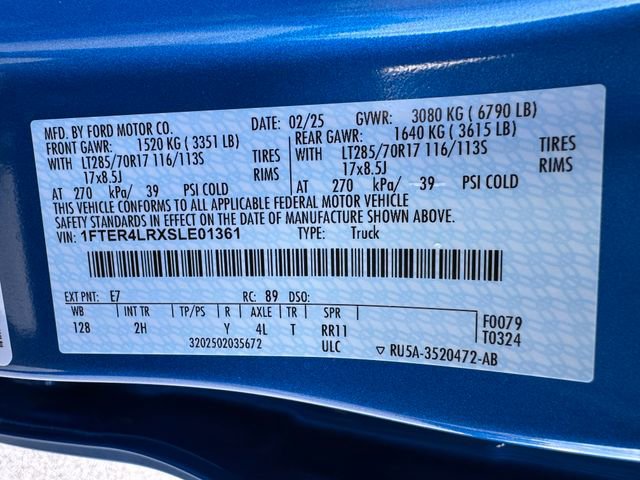 MFD. BY FORD MOTOR CO. DATE: 02/25 GVWR: 3080 KG ( 6790 LB)
FRONT GAWR: 1520 KG ( 3351 LB) REAR GAWR: 1640 KG ( 3615 LB)
WITH LT285/70R17 116/113S TIRES WITH LT285/70R17 116/113S TIRES
17x8.5J RIMS 17x8.5J RIMS
AT 270 kPa/ 39 PSI COLD AT 270 kPa/ 39 PSI COLD
THIS VEHICLE CONFORMS TO ALL APPLICABLE FEDERAL MOTOR VEHICLE
SAFETY STANDARDS IN EFFECT ON THE DATE OF MANUFACTURE SHOWN ABOVE.
VIN: 1FTER4LRXSLE01361 TYPE: Truck
EXT PNT: E7 RC: 89 DSO:
WB INT TR TP/PS R AXLE TR SPR F0079
128 2H Y 4L T RR11 T0324
3202502035672 ULC ▽ RU5A-3520472-AB